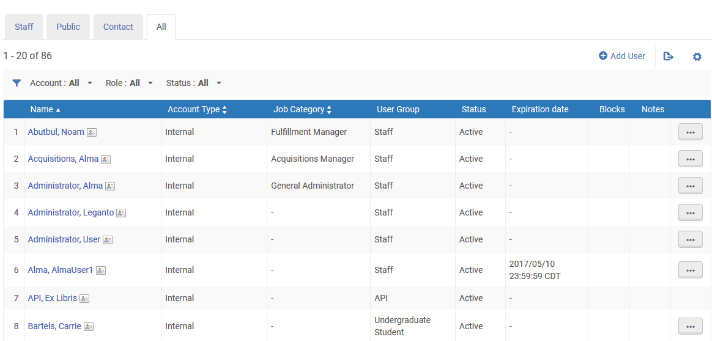 Staff Public Contact All
1 - 20 of 86 Add User
Account : All Role : All Status : All
Name Account Type Job Category User Group Status Expiration date Blocks Notes
1 Abutbul, Noam Internal Fulfillment Manager Staff Active -
2 Acquisitions, Alma Internal Acquisitions Manager Staff Active -
3 Administrator, Alma Internal General Administrator Staff Active -
4 Administrator, Leganto Internal - Staff Active -
5 Administrator, User Internal - Staff Active -
6 Alma, AlmaUser1 Internal - Staff Active 2017/05/10
23:59:59 CDT
7 API, Ex Libris Internal - API Active -
8 Bartels, Carrie Internal - Undergraduate Active -
Student